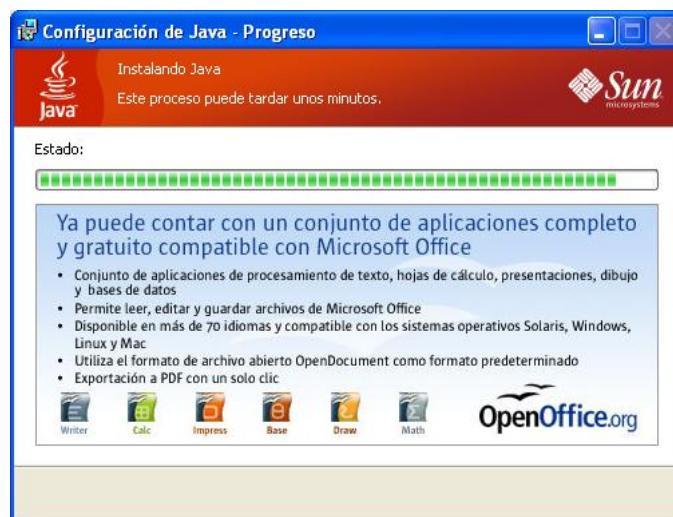 Configuración de Java - Progreso
Instalando Java
Este proceso puede tardar unos minutos.
Java
Sun
microsystems
Estado:
Ya puede contar con un conjunto de aplicaciones completo
y gratuito compatible con Microsoft Office
• Conjunto de aplicaciones de procesamiento de texto, hojas de cálculo, presentaciones, dibujo
y bases de datos
• Permite leer, editar y guardar archivos de Microsoft Office
• Disponible en más de 70 idiomas y compatible con los sistemas operativos Solaris, Windows,
Linux y Mac
• Utiliza el formato de archivo abierto OpenDocument como formato predeterminado
• Exportación a PDF con un solo clic
Writer Calc Impress Base Draw Math
OpenOffice.org